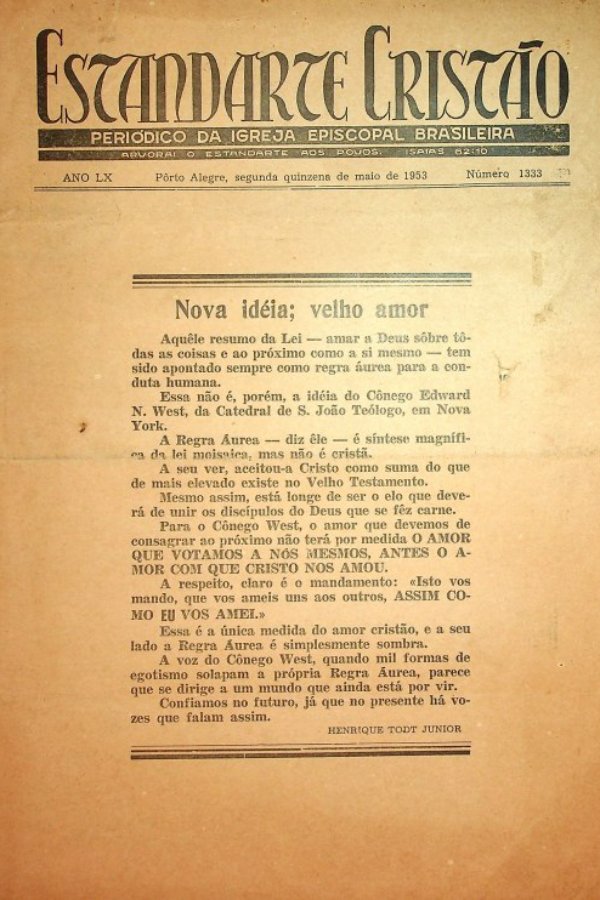 ESTANDARTE CRISTÃO
PERIÓDICO DA IGREJA EPISCOPAL BRASILEIRA
ARVORAI O ESTANDARTE AOS POVOS. ISAIAS 62:10
ANO LX Pôrto Alegre, segunda quinzena de maio de 1953 Número 1333
Nova idéia; velho amor
Aquêle resumo da Lei — amar a Deus sôbre tô-
das as coisas e ao próximo como a si mesmo — tem
sido apontado sempre como regra áurea para a con-
duta humana.
Essa não é, porém, a idéia do Cônego Edward
N. West, da Catedral de S. João Teólogo, em Nova
York.
A Regra Áurea — diz êle — é síntese magnífi-
ca da lei moisaica, mas não é cristã.
A seu ver, aceitou-a Cristo como suma do que
de mais elevado existe no Velho Testamento.
Mesmo assim, está longe de ser o elo que deve-
rá de unir os discípulos do Deus que se fêz carne.
Para o Cônego West, o amor que devemos de
consagrar ao próximo não terá por medida O AMOR
QUE VOTAMOS A NÓS MESMOS, ANTES O A-
MOR COM QUE CRISTO NOS AMOU.
A respeito, claro é o mandamento: «Isto vos
mando, que vos ameis uns aos outros, ASSIM CO-
MO EU VOS AMEI.»
Essa é a única medida do amor cristão, e a seu
lado a Regra Áurea é simplesmente sombra.
A voz do Cônego West, quando mil formas de
egotismo solapam a própria Regra Áurea, parece
que se dirige a um mundo que ainda está por vir.
Confiamos no futuro, já que no presente há vo-
zes que falam assim.
HENRIQUE TODT JUNIOR